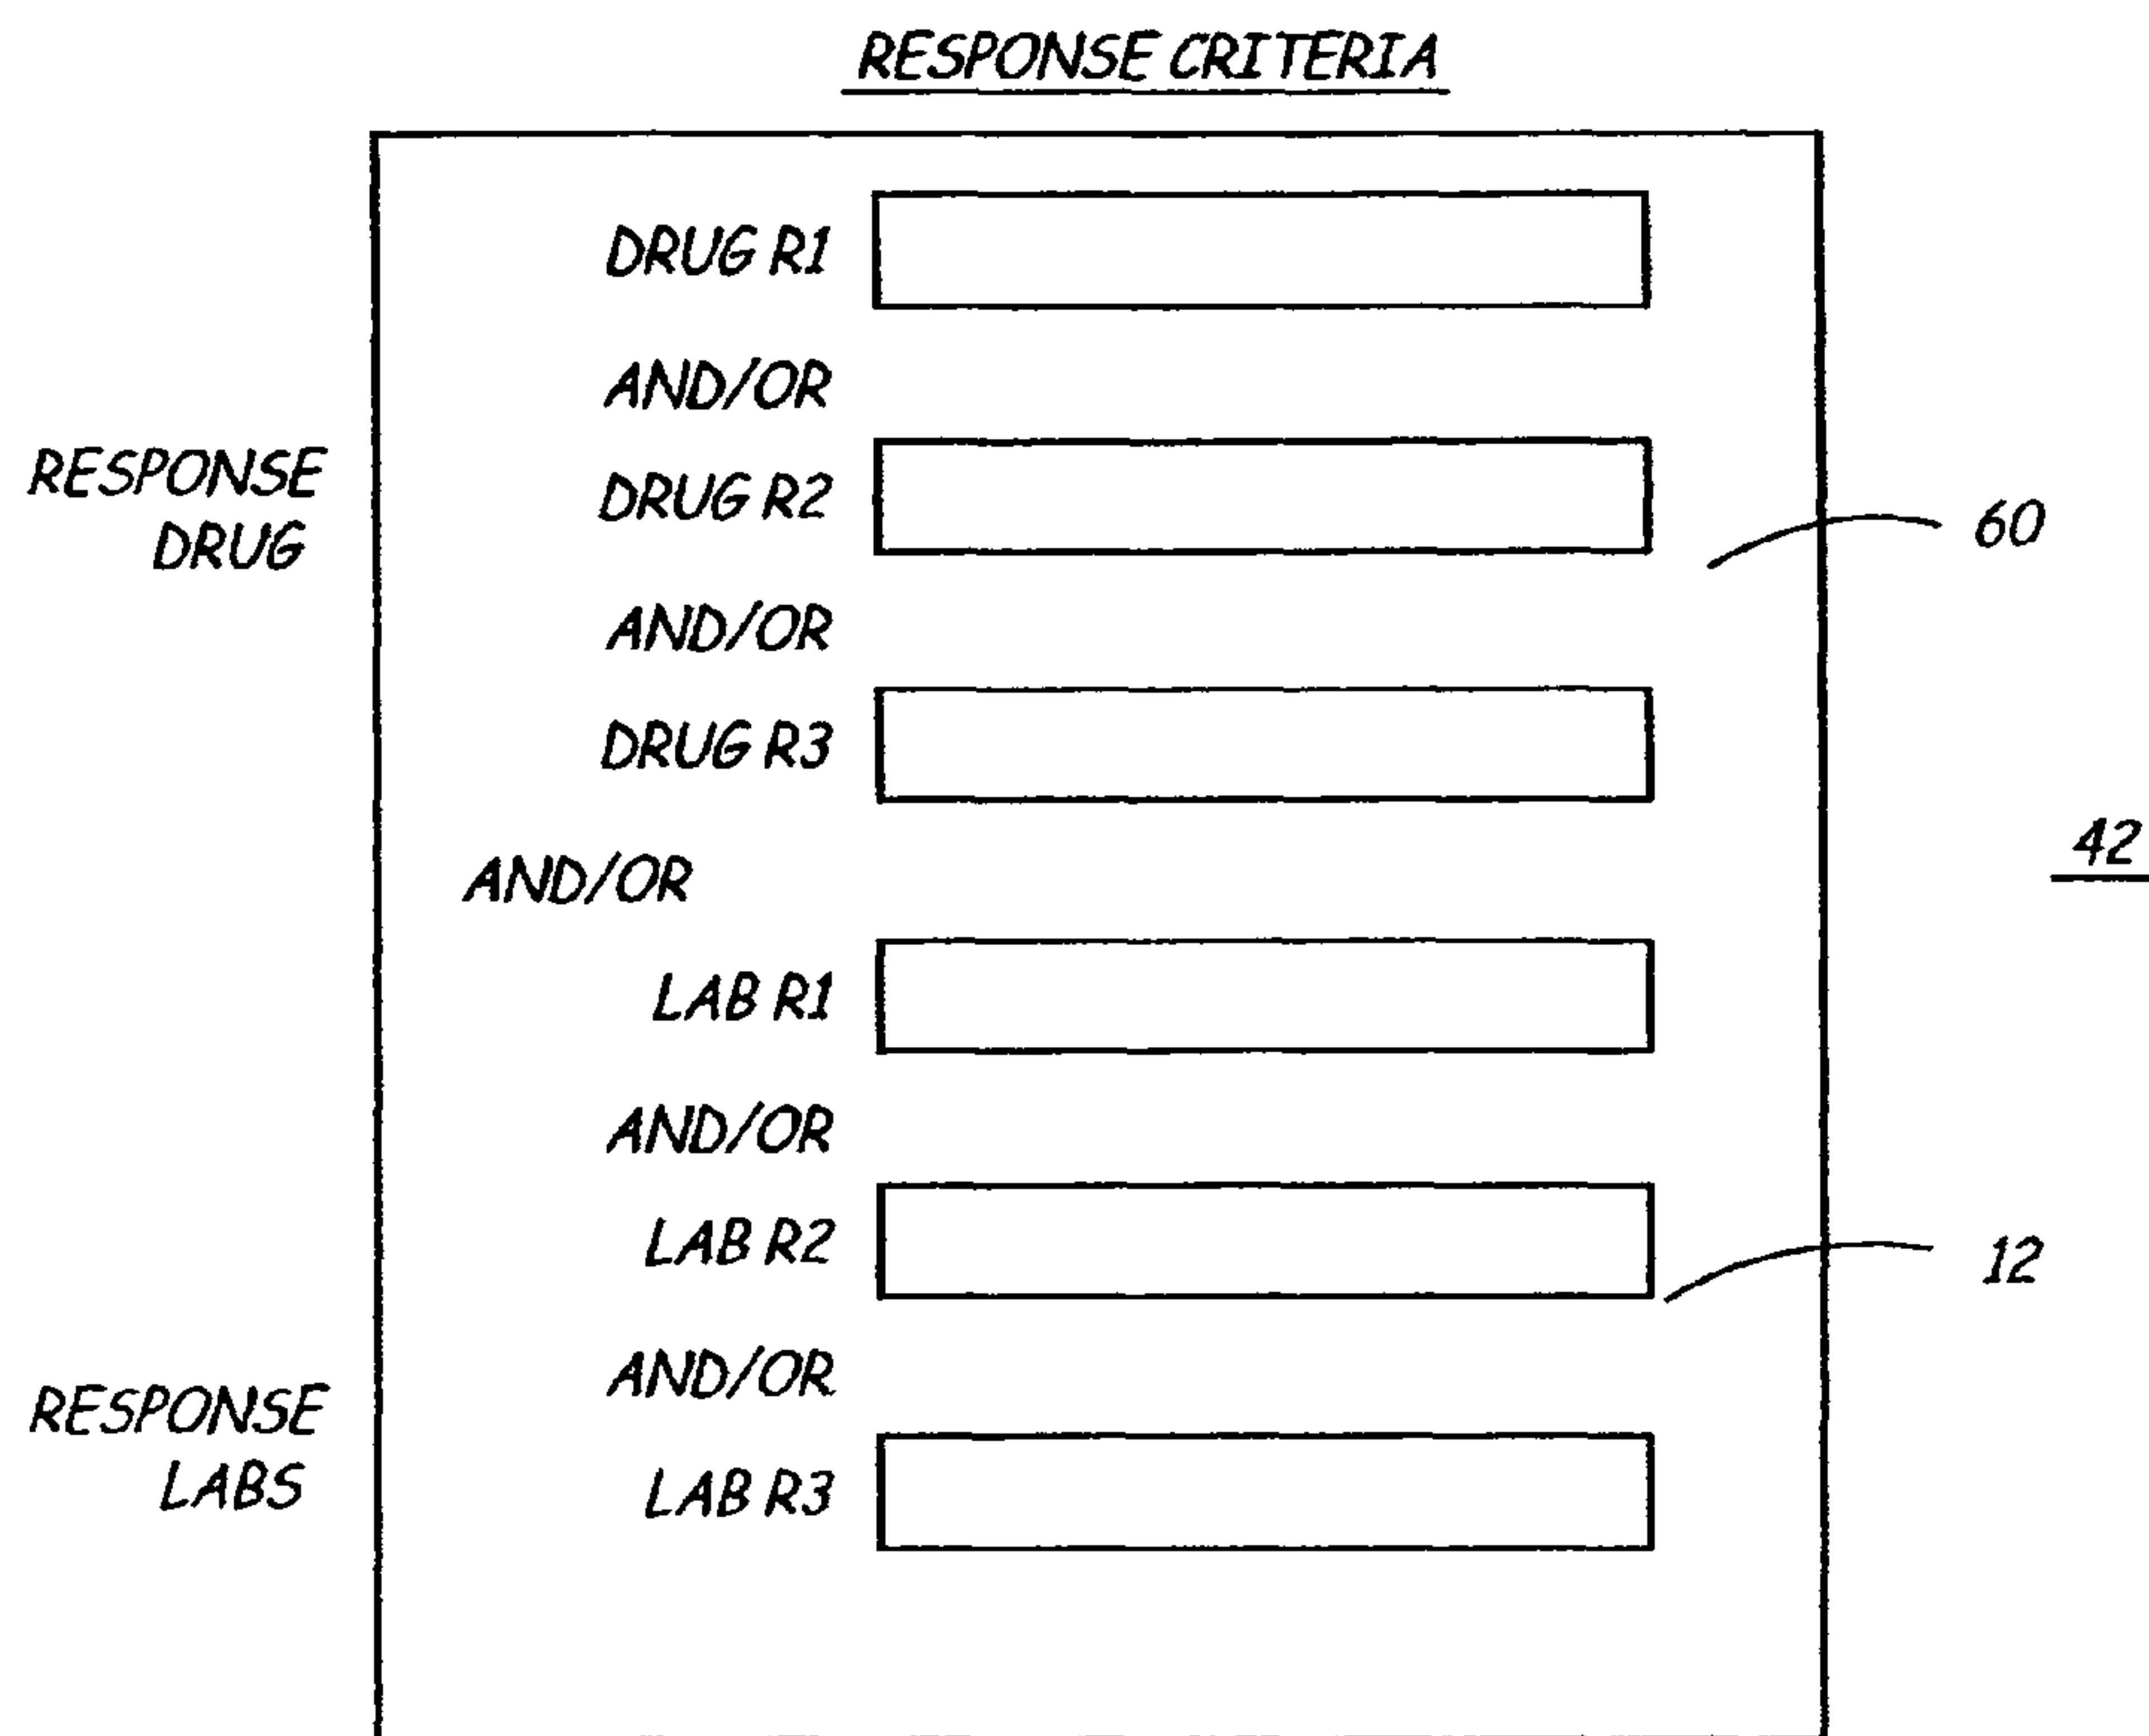 RESPONSE CRITERIA
DRUG R1
AND/OR
RESPONSE
DRUG
DRUG R2
60
AND/OR
DRUG R3
42
AND/OR
LAB R1
AND/OR
LAB R2
12
AND/OR
RESPONSE
LABS
LAB R3